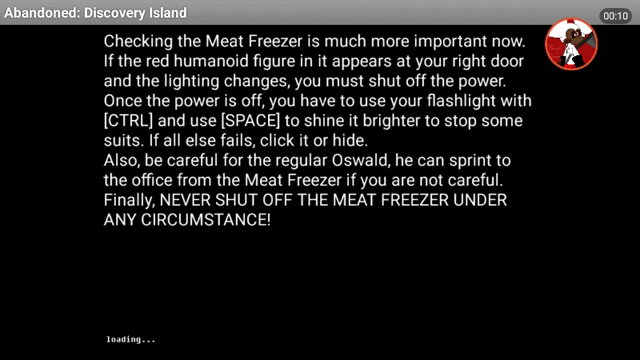 Abandoned: Discovery Island
00:10
Checking the Meat Freezer is much more important now.
If the red humanoid figure in it appears at your right door
and the lighting changes, you must shut off the power.
Once the power is off, you have to use your flashlight with
[CTRL] and use [SPACE] to shine it brighter to stop some
suits. If all else fails, click it or hide.
Also, be careful for the regular Oswald, he can sprint to
the office from the Meat Freezer if you are not careful.
Finally, NEVER SHUT OFF THE MEAT FREEZER UNDER
ANY CIRCUMSTANCE!
loading...